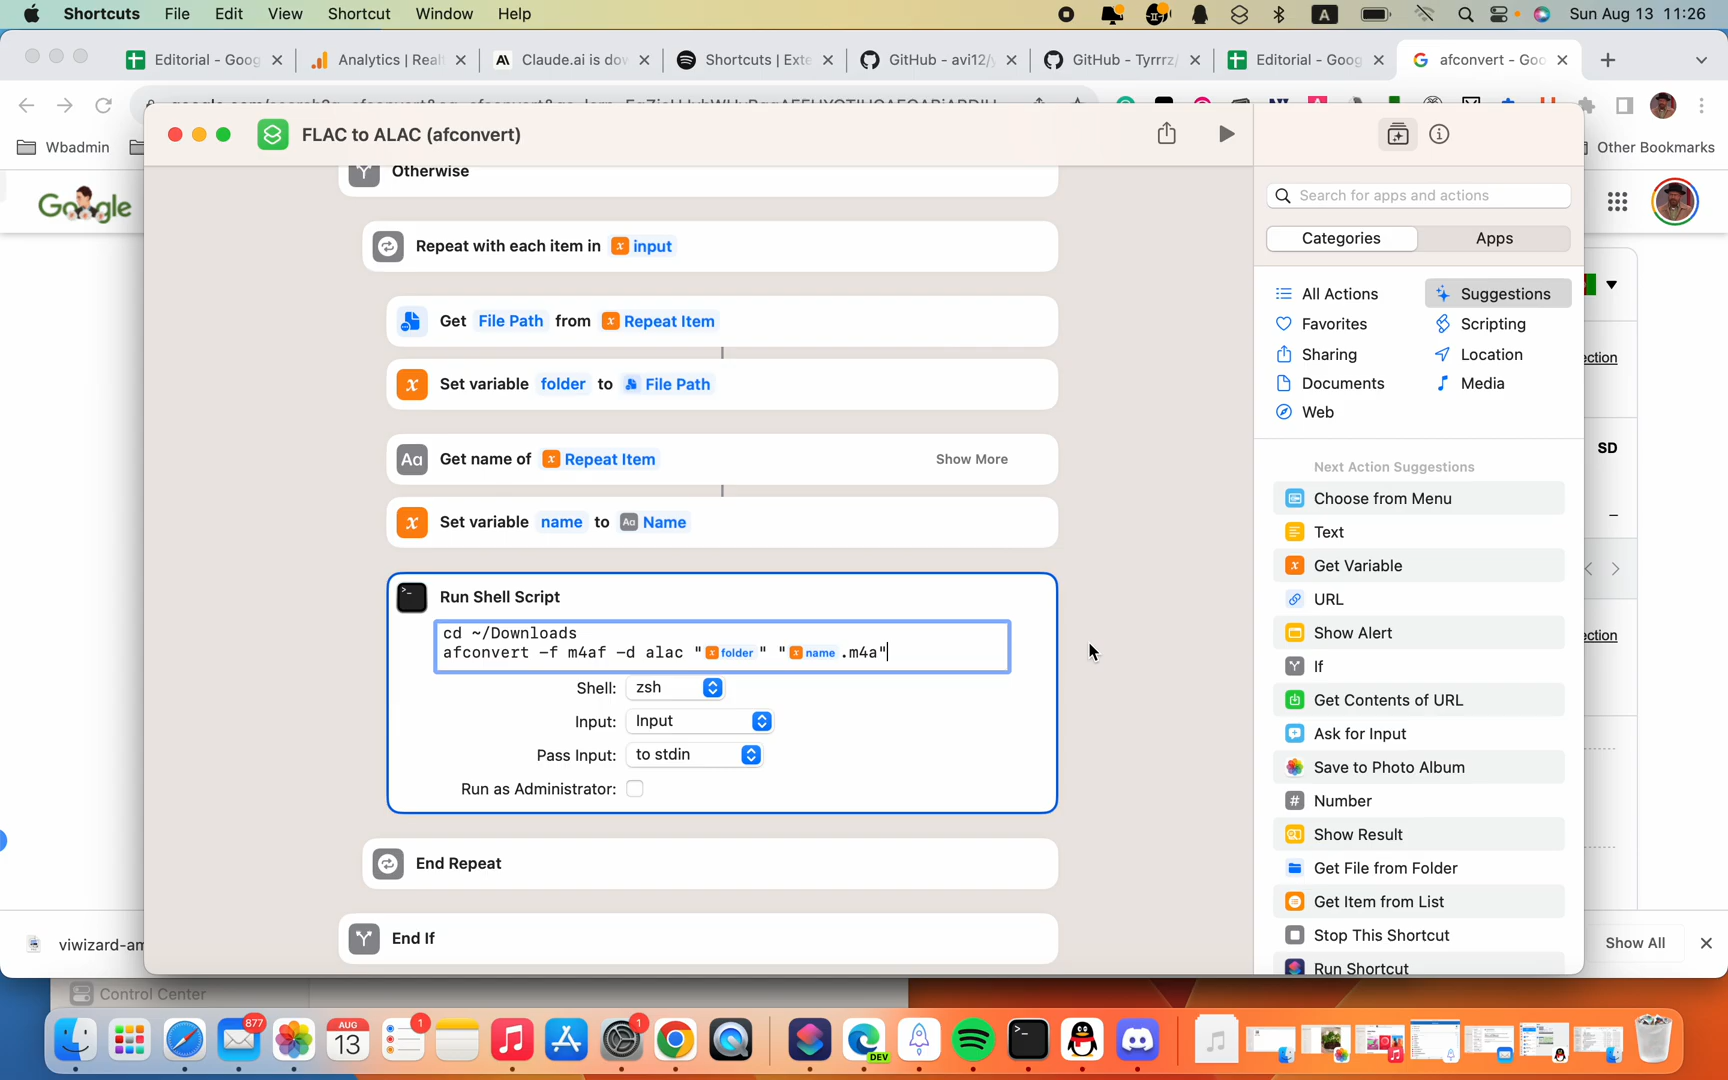 Shortcuts File Edit View Shortcut Window Help
A
Sun Aug 13 11:26
Editorial - Goog
Analytics | Real
Claude.ai is dow
Shortcuts | Exte
GitHub - avi12/y
GitHub - Tyrrrz/
Editorial - Goog
afconvert - Goo
Wbadmin
Other Bookmarks
FLAC to ALAC (afconvert)
Otherwise
Repeat with each item in input
Get File Path from Repeat Item
Set variable folder to File Path
Get name of Repeat Item Show More
Set variable name to Name
Run Shell Script
cd ~/Downloads
afconvert -f m4af -d alac "folder" "name.m4a"
Shell: zsh
Input: Input
Pass Input: to stdin
Run as Administrator:
End Repeat
End If
Search for apps and actions
Categories Apps
All Actions Suggestions
Favorites Scripting
Sharing Location
Documents Media
Web
Next Action Suggestions
Choose from Menu
Text
Get Variable
URL
Show Alert
If
Get Contents of URL
Ask for Input
Save to Photo Album
Number
Show Result
Get File from Folder
Get Item from List
Stop This Shortcut
Run Shortcut
ection
SD
ection
viwizard-am
Show All
Control Center
877
AUG
13
1
1
DEV